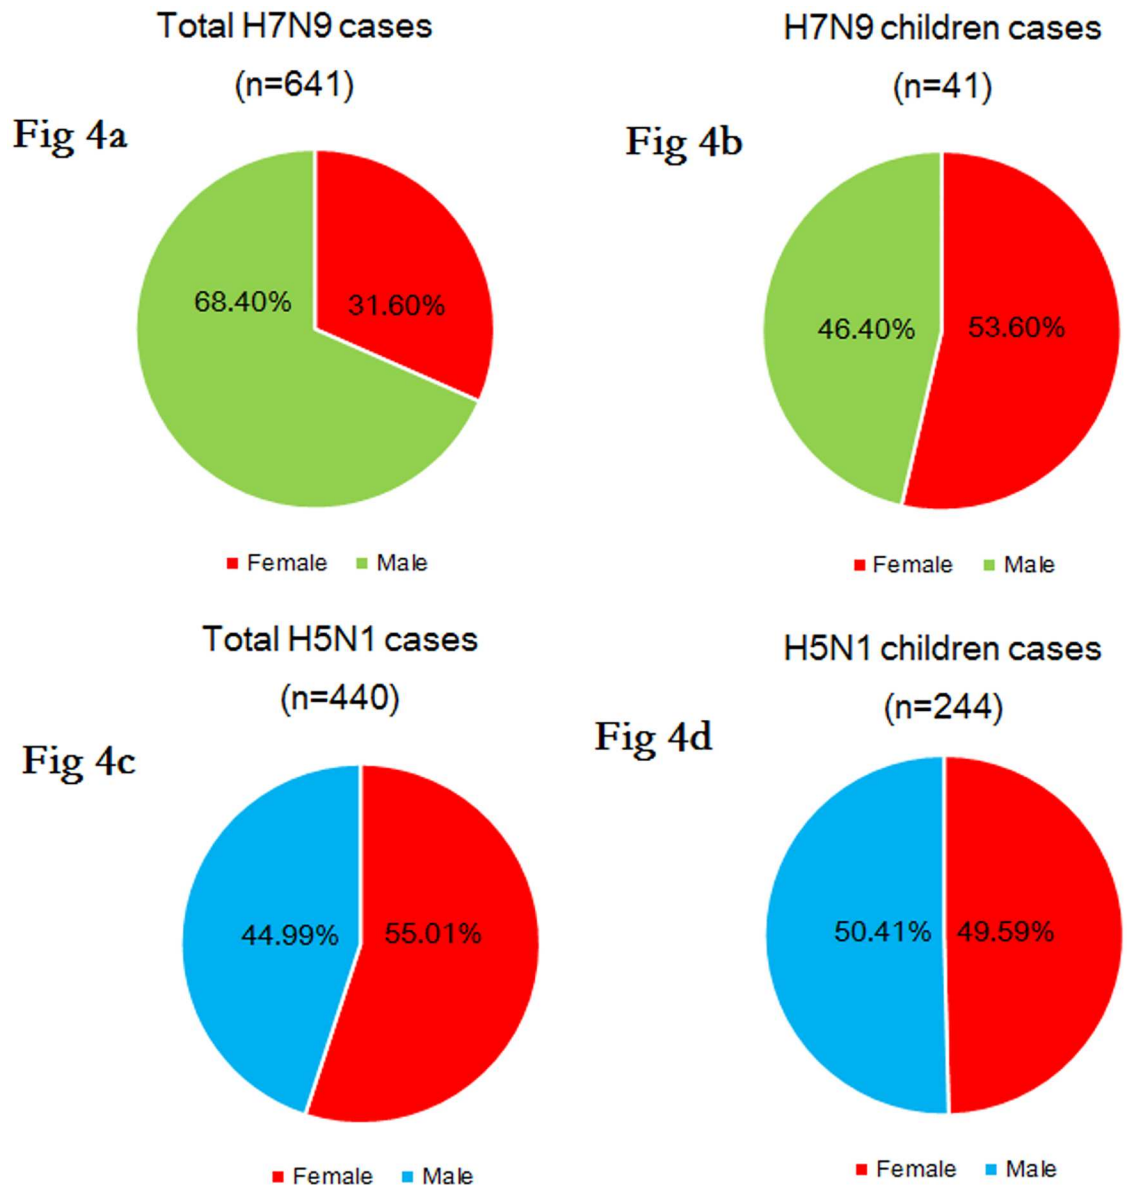 Total H7N9 cases
(n=641)
Fig 4a
68.40%
31.60%
Female
Male
H7N9 children cases
(n=41)
Fig 4b
46.40%
53.60%
Female
Male
Total H5N1 cases
(n=440)
Fig 4c
44.99%
55.01%
Female
Male
H5N1 children cases
(n=244)
Fig 4d
50.41%
49.59%
Female
Male